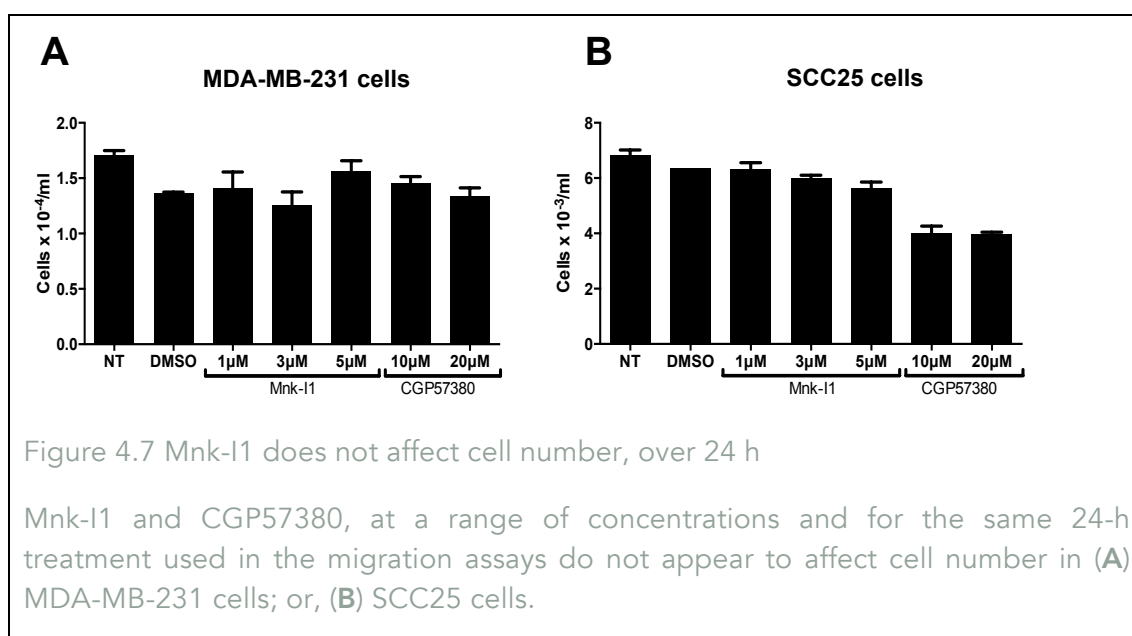 A
MDA-MB-231 cells
Cells x 10⁻⁴/ml
2.0
1.5
1.0
0.5
0.0
NT DMSO 1µM 3µM 5µM 10µM 20µM
Mnk-I1 CGP57380
B
SCC25 cells
Cells x 10⁻³/ml
8
6
4
2
0
NT DMSO 1µM 3µM 5µM 10µM 20µM
Mnk-I1 CGP57380
Figure 4.7 Mnk-I1 does not affect cell number, over 24 h
Mnk-I1 and CGP57380, at a range of concentrations and for the same 24-h
treatment used in the migration assays do not appear to affect cell number in (A)
MDA-MB-231 cells; or, (B) SCC25 cells.